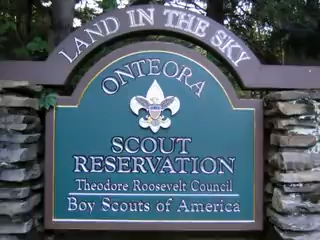 LAND IN THE SKY
ONTEORA
SCOUT
RESERVATION
Theodore Roosevelt Council
Boy Scouts of America